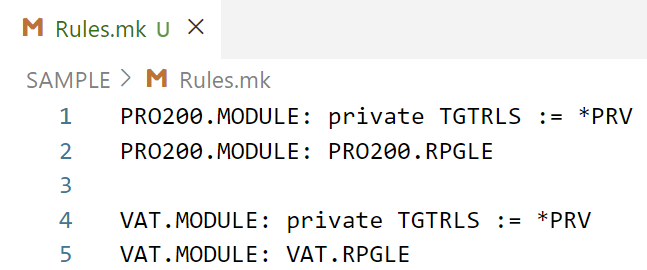 M Rules.mk U ×
SAMPLE > M Rules.mk
1 PRO200.MODULE: private TGTRLS := *PRV
2 PRO200.MODULE: PRO200.RPGLE
3
4 VAT.MODULE: private TGTRLS := *PRV
5 VAT.MODULE: VAT.RPGLE